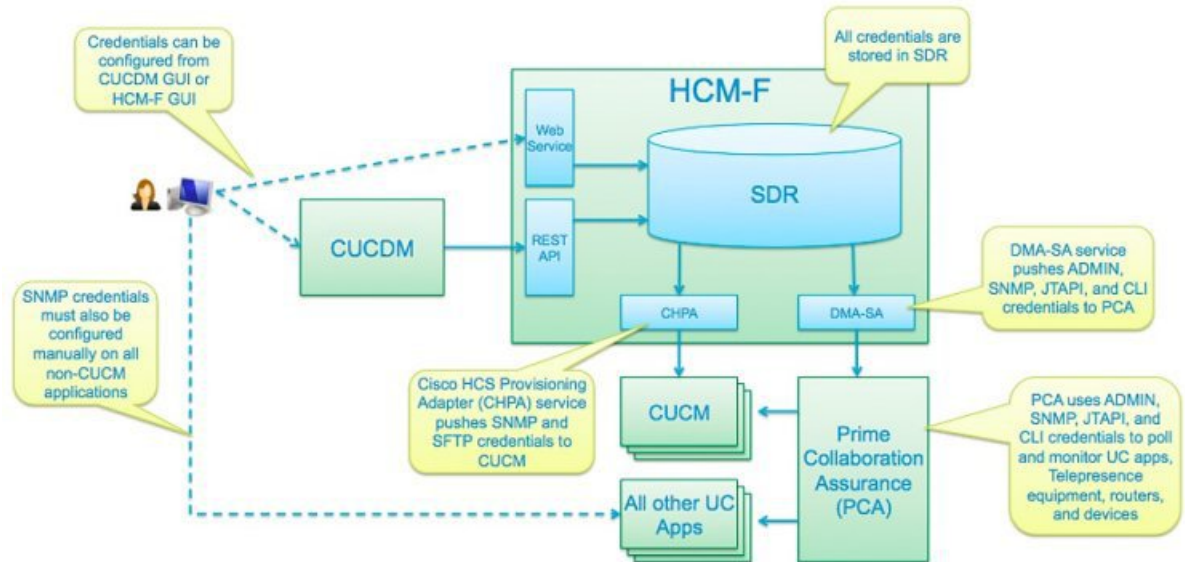 Credentials can be
configured from
CUCDM GUI or
HCM-F GUI
All credentials are
stored in SDR
HCM-F
Web
Service
SDR
CUCDM
REST
API
DMA-SA service
pushes ADMIN,
SNMP, JTAPI, and CLI
credentials to PCA
SNMP credentials
must also be
configured
manually on all
non-CUCM
applications
CHPA
DMA-SA
Cisco HCS Provisioning
Adapter (CHPA) service
pushes SNMP and
SFTP credentials to
CUCM
CUCM
Prime
Collaboration
Assurance
(PCA)
PCA uses ADMIN,
SNMP, JTAPI, and
CLI credentials to poll
and monitor UC apps,
Telepresence
equipment, routers,
and devices
All other UC
Apps